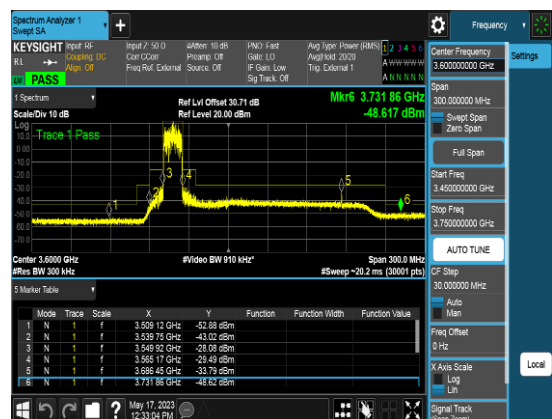 Spectrum Analyzer 1
Swept SA
Frequency
KEYSIGHT Input: RF Input Z: 50 Ω #Atten: 10 dB PNO: Fast Avg Type: Power (RMS) 1 2 3 4 5 6
RL Coupling: DC Corr CCorr Preamp: Off Gate: LO Avg|Hold: 20/20 A W W W W W
Align: Off Freq Ref: External Source: Off IF Gain: Low Trig: External 1
LXI PASS Sig Track: Off A N N N N N
1 Spectrum
Ref Lvl Offset 30.71 dB
Mkr6 3.731 86 GHz
Scale/Div 10 dB
Ref Level 20.00 dBm
-48.617 dBm
Log
Trace 1 Pass
10.0
0.00
-10.0
-20.0
-30.0
-40.0
-50.0
-60.0
-70.0
1
2
3
4
5
6
Center 3.6000 GHz
#Video BW 910 kHz*
Span 300.0 MHz
#Res BW 300 kHz
#Sweep ~20.2 ms (30001 pts)
5 Marker Table
Mode Trace Scale X Y Function Function Width Function Value
1 N 1 f 3.509 12 GHz -52.88 dBm
2 N 1 f 3.539 75 GHz -43.02 dBm
3 N 1 f 3.549 92 GHz -28.08 dBm
4 N 1 f 3.565 17 GHz -29.49 dBm
5 N 1 f 3.686 45 GHz -33.79 dBm
6 N 1 f 3.731 86 GHz -48.62 dBm
?
May 17, 2023
12:33:04 PM
Center Frequency
3.600000000 GHz
Settings
Span
300.000000 MHz
Swept Span
Zero Span
Full Span
Start Freq
3.450000000 GHz
Stop Freq
3.750000000 GHz
AUTO TUNE
CF Step
30.000000 MHz
Auto
Man
Freq Offset
0 Hz
X Axis Scale
Log
Lin
Local
Signal Track
(Span Zoom)